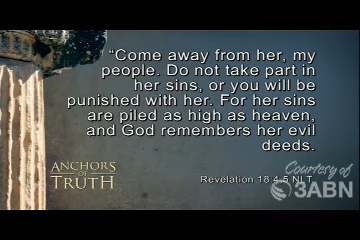 “Come away from her, my
people. Do not take part in
her sins, or you will be
punished with her. For her sins
are piled as high as heaven,
and God remembers her evil
deeds.
ANCHORS
OF
TRUTH
Revelation 18:4,5 NLT
Courtesy of
3ABN